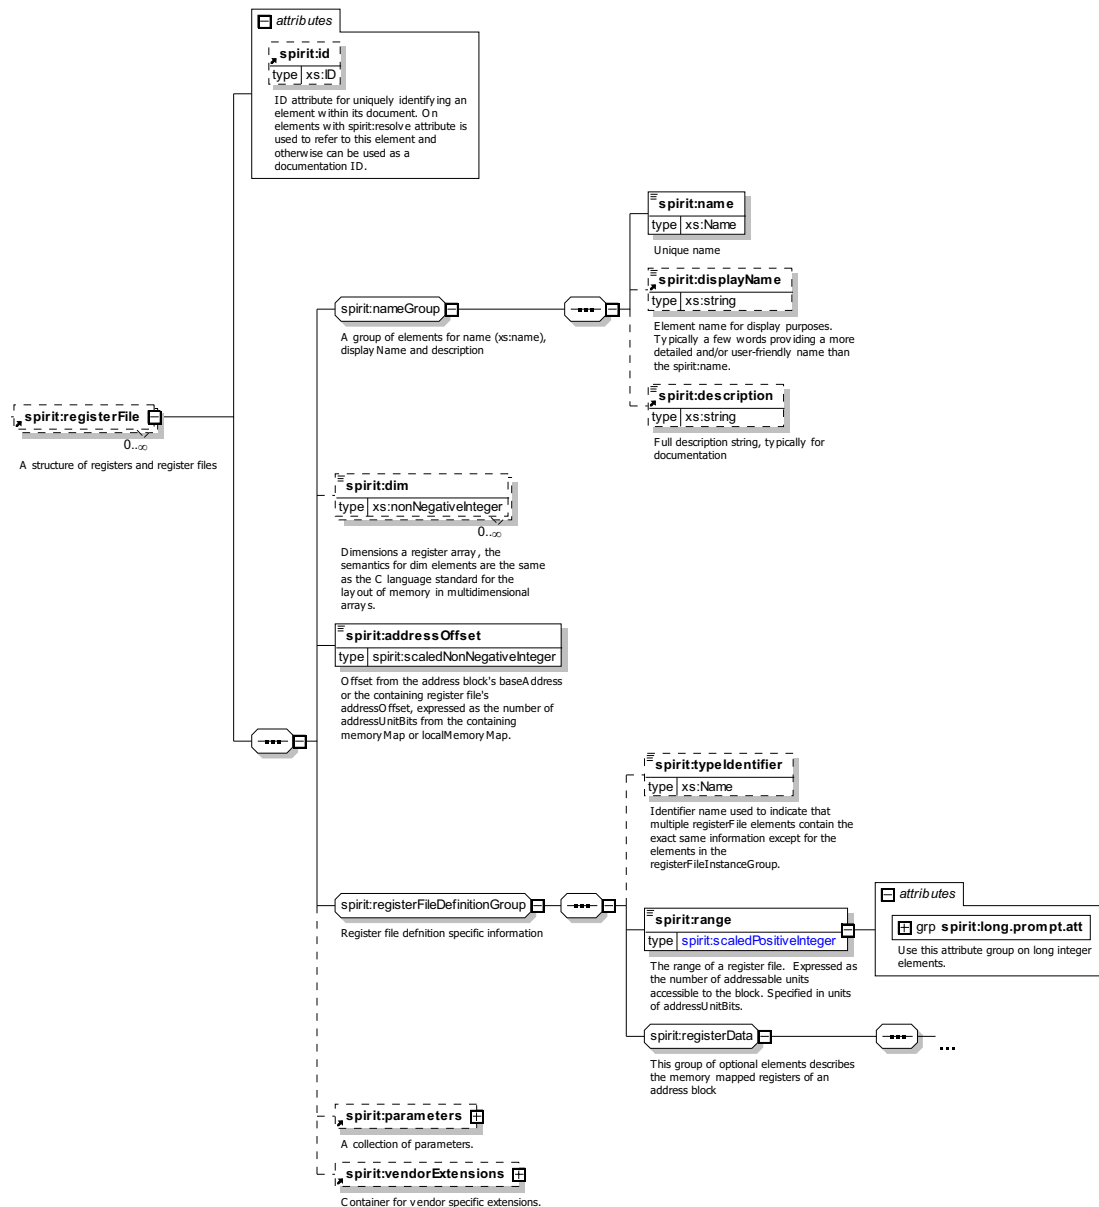 attributes
spirit:id
type xs:ID
ID attribute for uniquely identifying an
element within its document. On
elements with spirit:resolve attribute is
used to refer to this element and
otherwise can be used as a
documentation ID.
spirit:name
type xs:Name
Unique name
spirit:displayName
type xs:string
Element name for display purposes.
Typically a few words providing a more
detailed and/or user-friendly name than
the spirit:name.
spirit:nameGroup
A group of elements for name (xs:name),
display Name and description
spirit:description
type xs:string
Full description string, typically for
documentation
spirit:registerFile
0..∞
A structure of registers and register files
spirit:dim
type xs:nonNegativeInteger
0..∞
Dimensions a register array, the
semantics for dim elements are the same
as the C language standard for the
layout of memory in multidimensional
arrays.
spirit:addressOffset
type spirit:scaledNonNegativeInteger
Offset from the address block's baseAddress
or the containing register file's
addressOffset, expressed as the number of
addressUnitBits from the containing
memoryMap or localMemoryMap.
spirit:typeIdentifier
type xs:Name
Identifier name used to indicate that
multiple registerFile elements contain the
exact same information except for the
elements in the
registerFileInstanceGroup.
spirit:registerFileDefinitionGroup
Register file defnition specific information
spirit:range
type spirit:scaledPositiveInteger
The range of a register file. Expressed as
the number of addressable units
accessible to the block. Specified in units
of addressUnitBits.
attributes
grp spirit:long.prompt.att
Use this attribute group on long integer
elements.
spirit:registerData
...
This group of optional elements describes
the memory mapped registers of an
address block
spirit:parameters
A collection of parameters.
spirit:vendorExtensions
Container for vendor specific extensions.